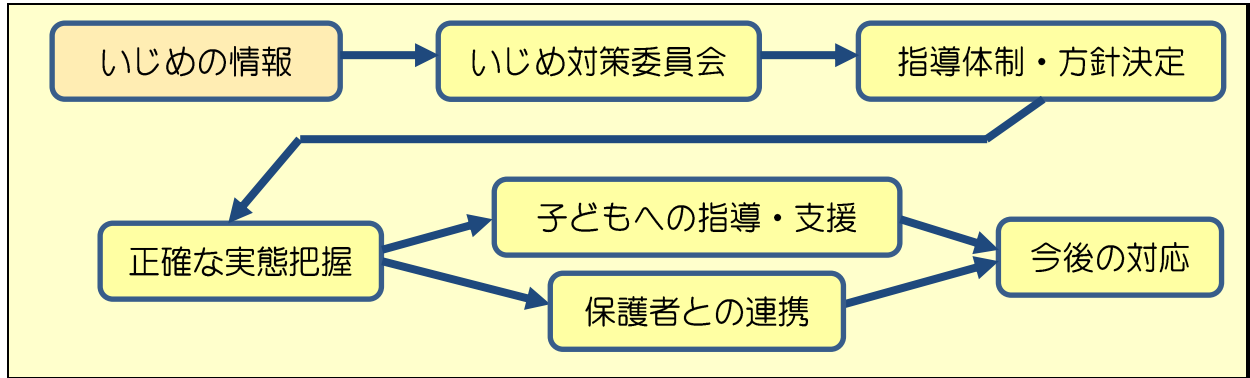 いじめの情報
いじめ対策委員会
指導体制・方針決定
正確な実態把握
子どもへの指導・支援
保護者との連携
今後の対応